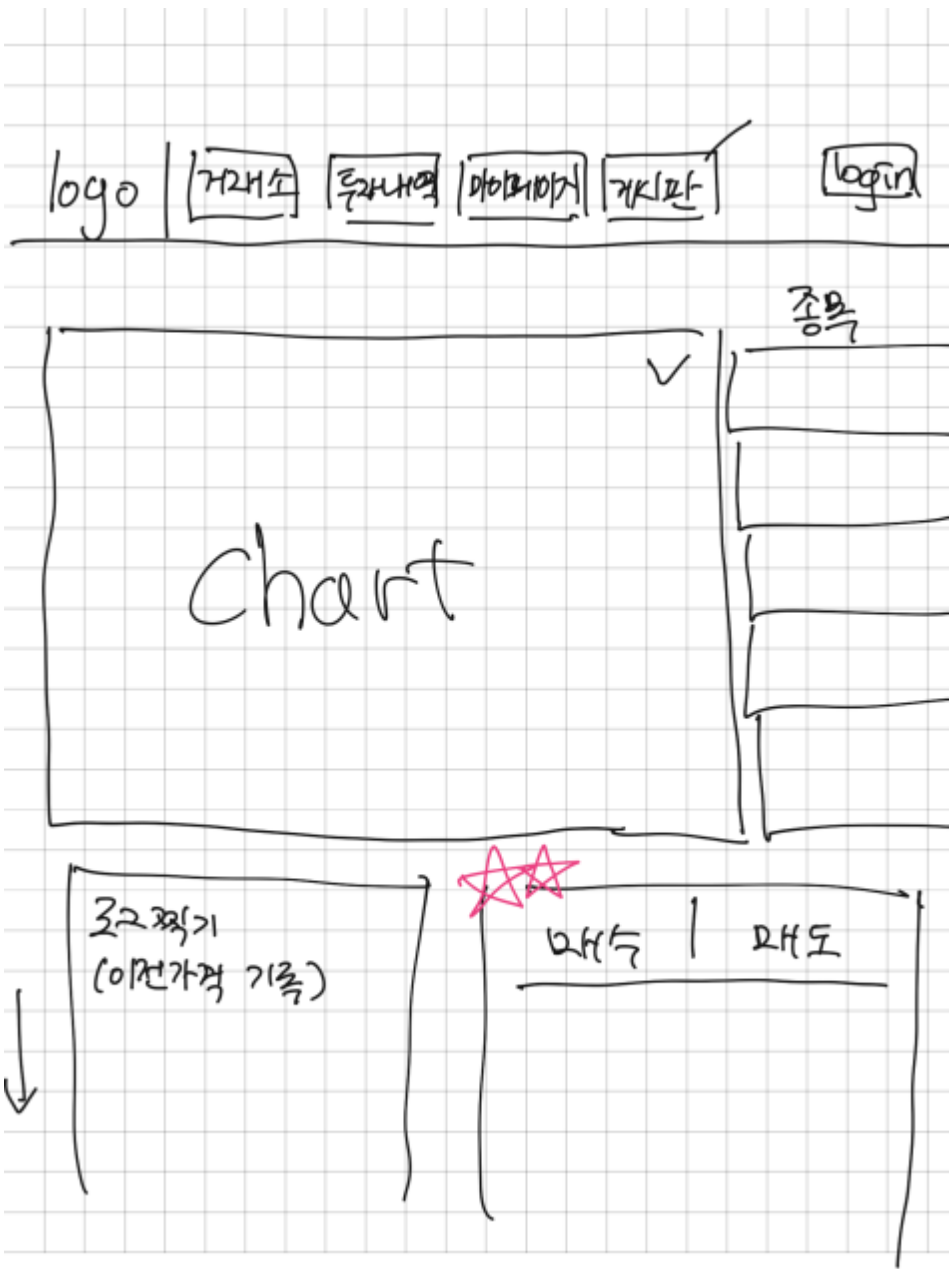 logo 거래소 투자내역 마이페이지 게시판 login
종목
chart
로그찍기
(이전가격 기록)
매수 | 매도